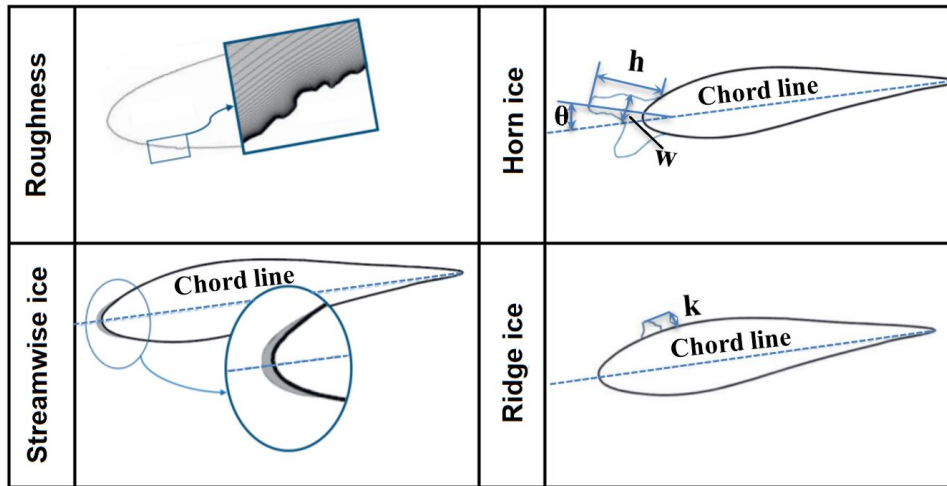 Roughness
Horn ice
h
θ
w
Chord line
Streamwise ice
Chord line
Ridge ice
k
Chord line